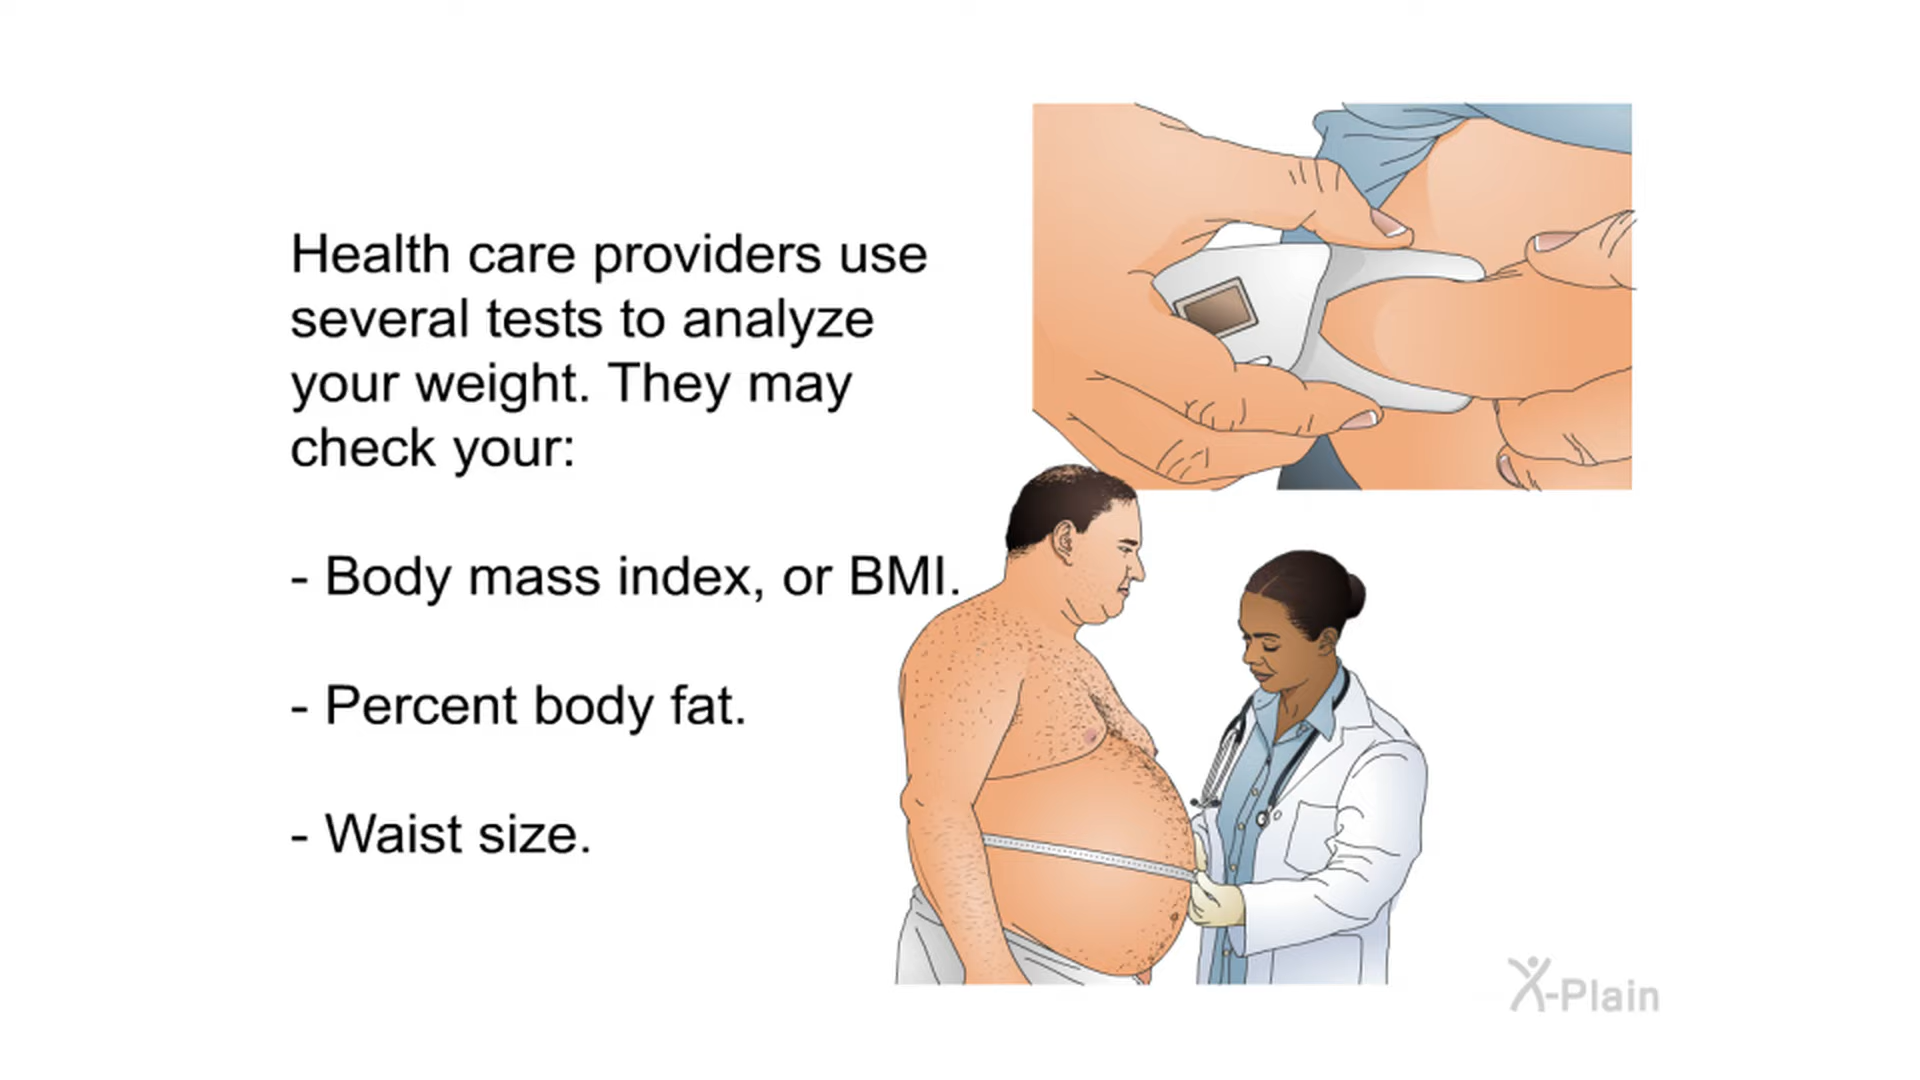 Health care providers use
several tests to analyze
your weight. They may
check your:
- Body mass index, or BMI.
- Percent body fat.
- Waist size.
X-Plain